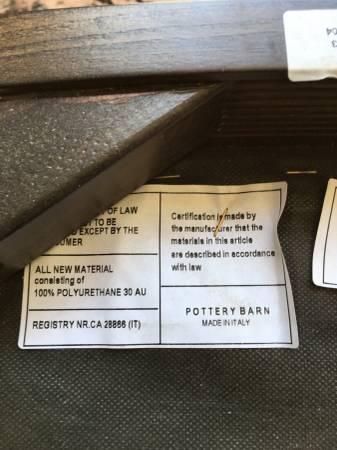 OF LAW
TO BE
EXCEPT BY THE
ALL NEW MATERIAL
consisting of
100% POLYURETHANE 30 AU
REGISTRY NR.CA 28866 (IT)
Certification is made by
the manufacturer that the
materials in this article
are described in accordance
with law
POTTERY BARN
MADE IN ITALY